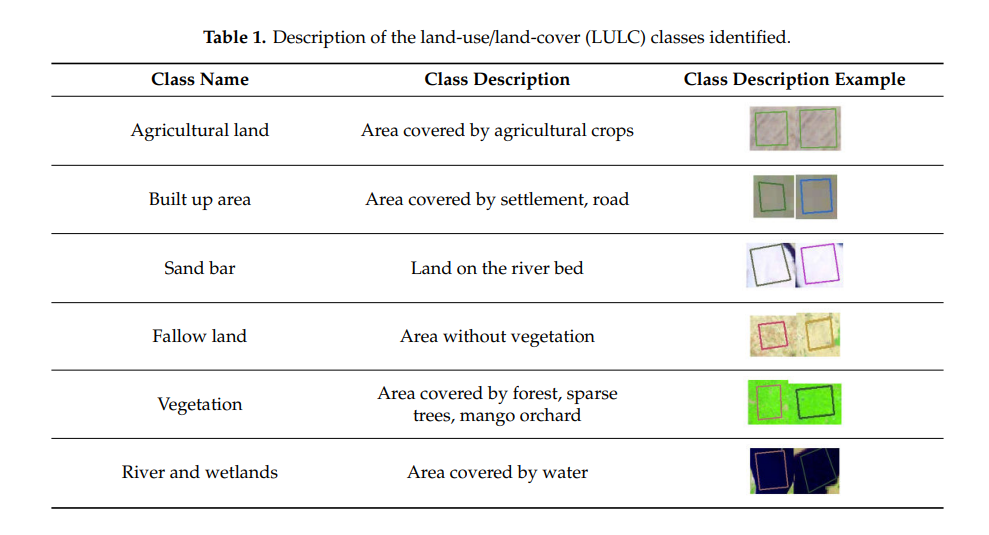 Table 1. Description of the land-use/land-cover (LULC) classes identified.
Class Name Class Description Class Description Example
Agricultural land Area covered by agricultural crops
Built up area Area covered by settlement, road
Sand bar Land on the river bed
Fallow land Area without vegetation
Vegetation Area covered by forest, sparse
trees, mango orchard
River and wetlands Area covered by water